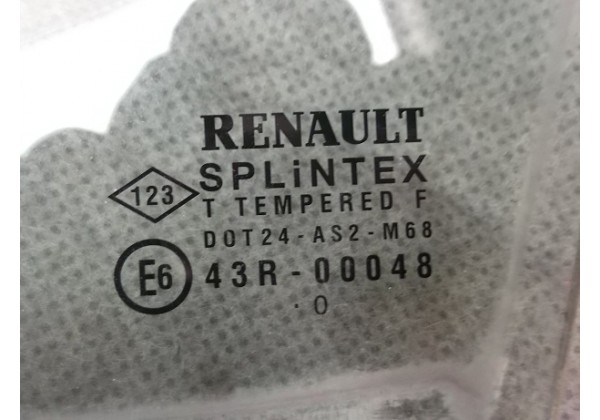 RENAULT
SPLiNTEX
123
T TEMPERED F
DOT24-AS2-M68
E6
43R-00048
.0